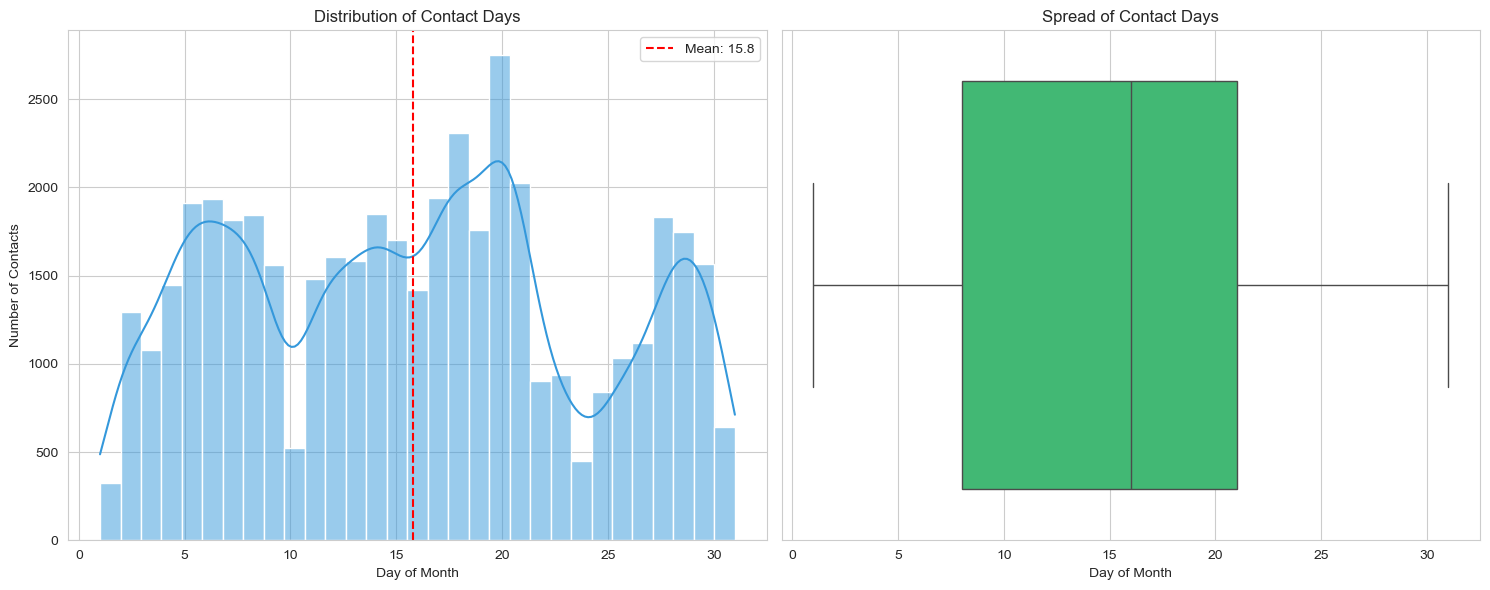 Distribution of Contact Days
Number of Contacts
2500
2000
1500
1000
500
0
Mean: 15.8
0 5 10 15 20 25 30
Day of Month
Spread of Contact Days
0 5 10 15 20 25 30
Day of Month